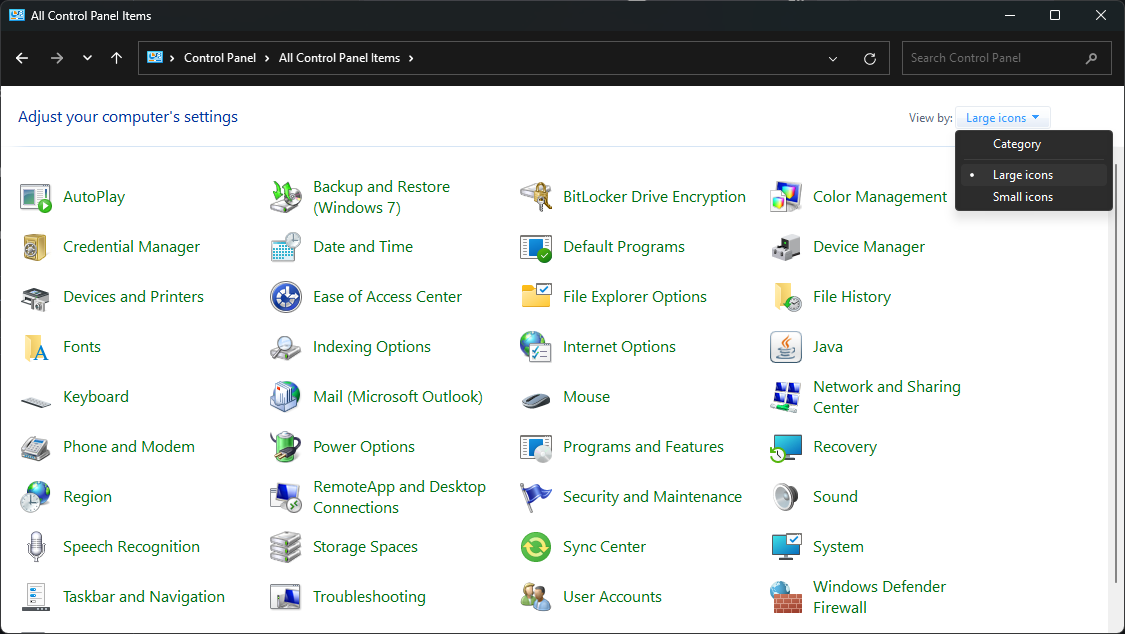 All Control Panel Items
Control Panel > All Control Panel Items >
Search Control Panel
Adjust your computer's settings
View by: Large icons
Category
Large icons
Small icons
AutoPlay
Backup and Restore
(Windows 7)
BitLocker Drive Encryption
Color Management
Credential Manager
Date and Time
Default Programs
Device Manager
Devices and Printers
Ease of Access Center
File Explorer Options
File History
Fonts
Indexing Options
Internet Options
Java
Keyboard
Mail (Microsoft Outlook)
Mouse
Network and Sharing
Center
Phone and Modem
Power Options
Programs and Features
Recovery
Region
RemoteApp and Desktop
Connections
Security and Maintenance
Sound
Speech Recognition
Storage Spaces
Sync Center
System
Taskbar and Navigation
Troubleshooting
User Accounts
Windows Defender
Firewall